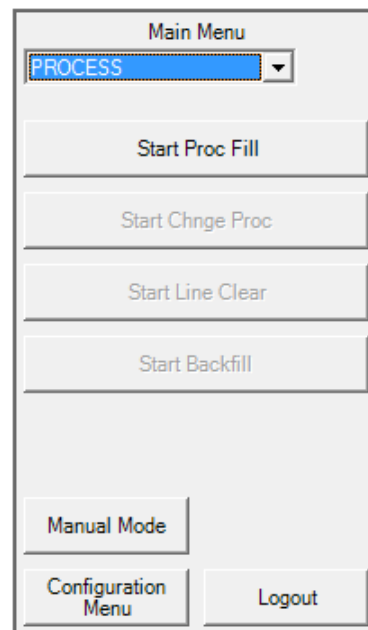 Main Menu
PROCESS
Start Proc Fill
Start Chnge Proc
Start Line Clear
Start Backfill
Manual Mode
Configuration
Menu
Logout